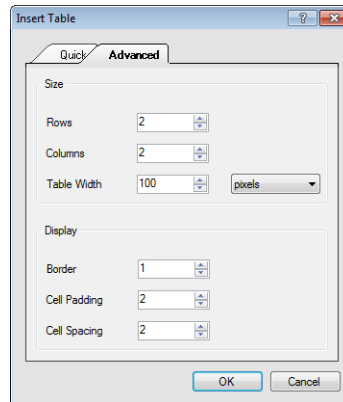 Insert Table
Quick Advanced
Size
Rows 2
Columns 2
Table Width 100 pixels
Display
Border 1
Cell Padding 2
Cell Spacing 2
OK Cancel